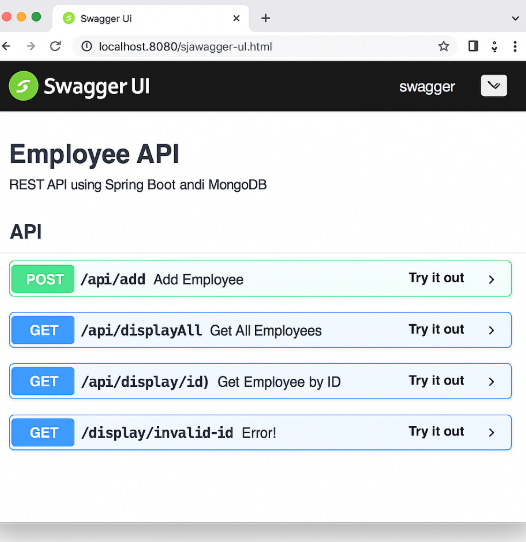 Swagger Ui
localhost.8080/sjawagger-ul.html
Swagger UI swagger
Employee API
REST API using Spring Boot andi MongoDB
API
POST /api/add Add Employee Try it out
GET /api/displayAll Get All Employees Try it out
GET /api/display/id) Get Employee by ID Try it out
GET /display/invalid-id Error! Try it out